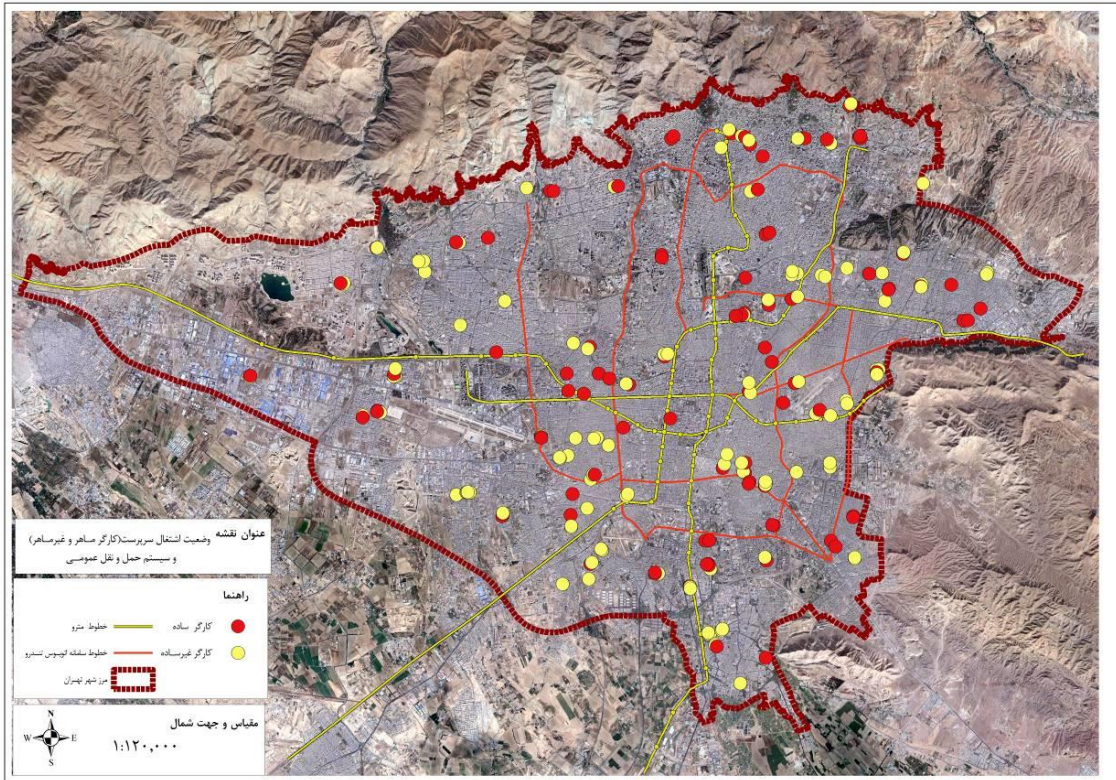 عنوان نقشه وضعیت اشتغال سرپرست(کارگر ماهر و غیرماهر)
و سیستم حمل و نقل عمومی
راهنما
کارگر ساده خطوط مترو
کارگر غیرساده خطوط سامانه اتوبوس تندرو
مرز شهر تهران
مقیاس و جهت شمال
۱:۱۲۰,۰۰۰
N
W E
S